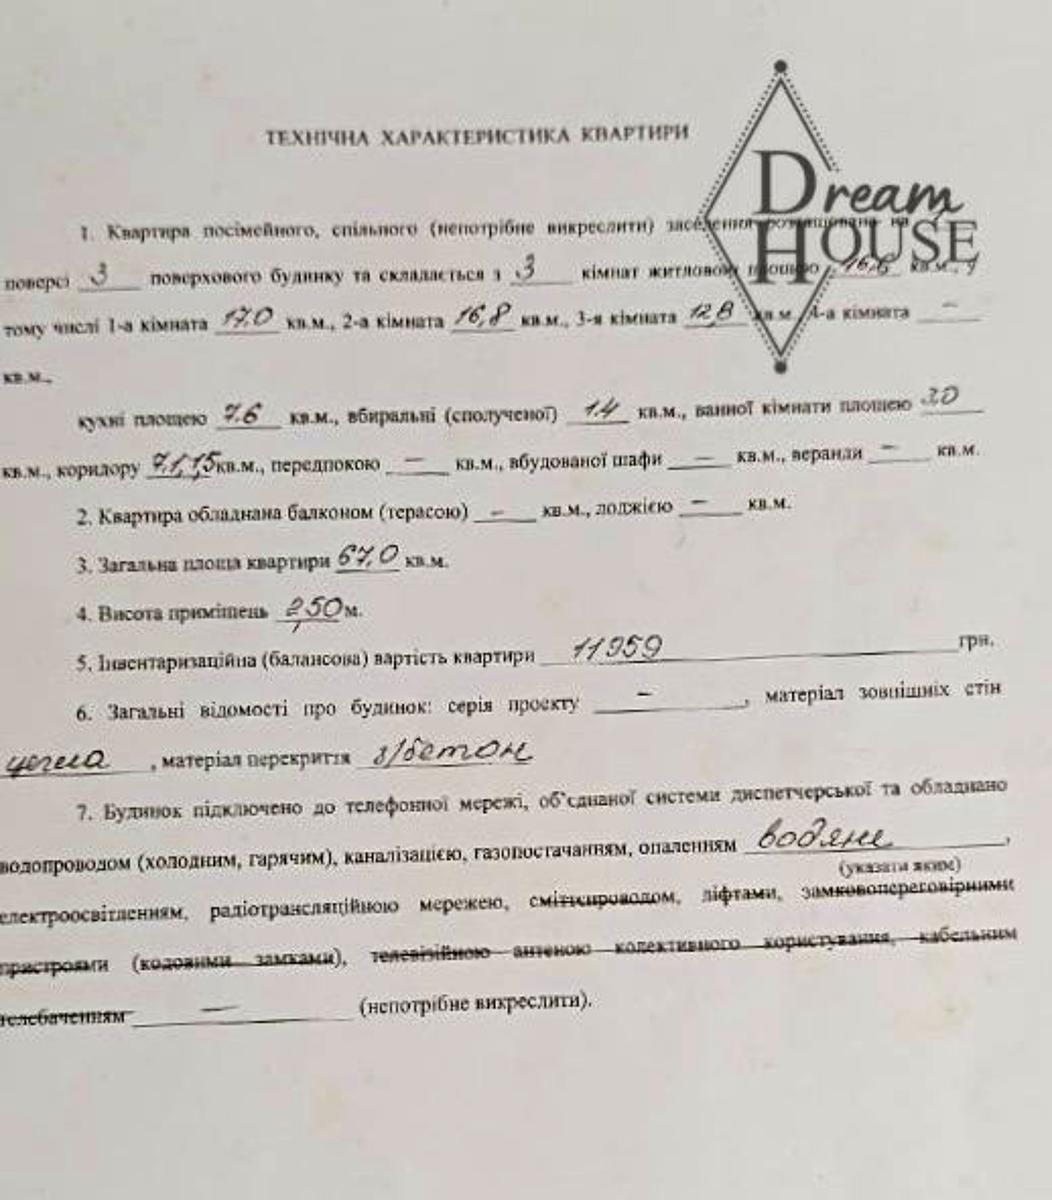 ТЕХНІЧНА ХАРАКТЕРИСТИКА КВАРТИРИ
Dream
HOUSE
1. Квартира посімейного, спільного (непотрібне викреслити) заселення розташована на
поверсі 3 поверхового будинку та складається з 3 кімнат житловою площею 46,6 кв.м., у
тому числі 1-а кімната 17,0 кв.м., 2-а кімната 16,8 кв.м., 3-я кімната 12,8 кв.м., 4-а кімната –
кв.м.,
кухні площею 7.6 кв.м., вбиральні (сполученої) 1.4 кв.м., ванної кімнати площею
кв.м., коридору кв.м., передпокою – кв.м., вбудованої шафи – кв.м., веранди – кв.м.
2. Квартира обладнана балконом (терасою) – кв.м., лоджією – кв.м.
3. Загальна площа квартири 67,0 кв.м.
4. Висота приміщень 2,50 м.
5. Інвентаризаційна (балансова) вартість квартири 11959 грн.
6. Загальні відомості про будинок: серія проекту – , матеріал зовнішніх стін
цегла , матеріал перекриття з/бетон
7. Будинок підключено до телефонної мережі, об'єднаної системи диспетчерської та обладнано
водопроводом (холодним, гарячим), каналізацією, газопостачанням, опаленням водяне ,
(указати яким)
електроосвітленням, радіотрансляційною мережею, сміттєпроводом, ліфтами, замковопереговірними
пристроями (кодовими замками), телевізійною антеною колективного користування, кабельним
телебаченням – (непотрібне викреслити).